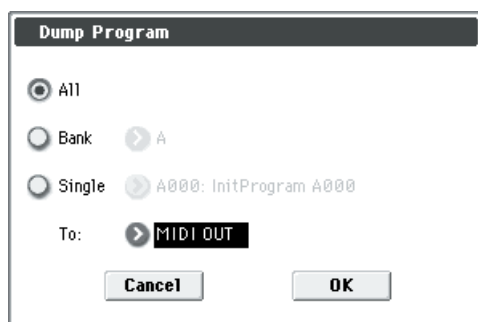 Dump Program
All
Bank A
Single A000: InitProgram A000
To: MIDI OUT
Cancel OK